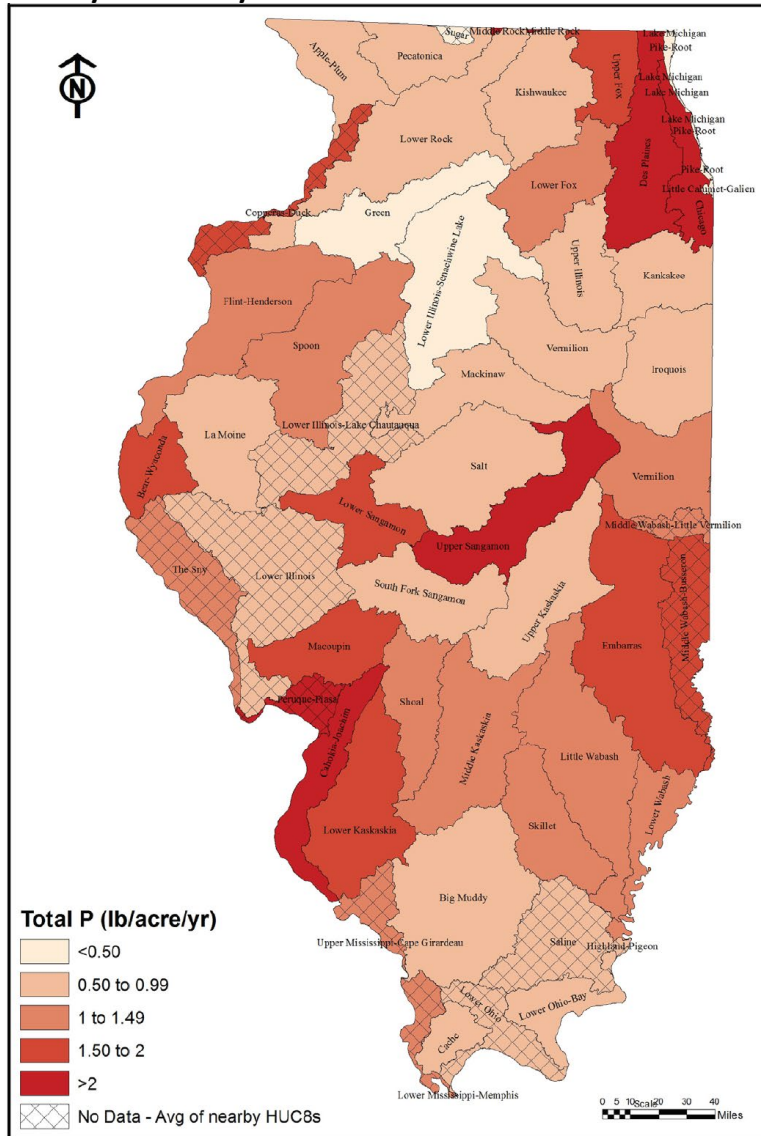 N
Sugar
Middle Rock
Middle Rock
Lake Michigan
Pike-Root
Apple-Plum
Pecatonica
Upper Fox
Kishwaukee
Lake Michigan
Lake Michigan
Lake Michigan
Pike-Root
Lower Rock
Des Plaines
Pike-Root
Lower Fox
Little Calumet-Galien
Chicago
Copperas-Duck
Green
Lower Illinois-Senachwine Lake
Upper Illinois
Kankakee
Flint-Henderson
Spoon
Vermilion
Iroquois
Mackinaw
Lower Illinois-Lake Chautauqua
La Moine
Bear-Wyaconda
Salt
Vermilion
Lower Sangamon
Middle Wabash-Little Vermilion
Upper Sangamon
The Sny
Lower Illinois
South Fork Sangamon
Upper Kaskaskia
Middle Wabash-Busseron
Embarras
Macoupin
Peruque-Piasa
Shoal
Cahokia-Joachim
Middle Kaskaskia
Little Wabash
Lower Wabash
Lower Kaskaskia
Skillet
Big Muddy
Upper Mississippi-Cape Girardeau
Saline
Highland-Pigeon
Lower Ohio
Lower Ohio-Bay
Cache
Lower Mississippi-Memphis
Total P (lb/acre/yr)
<0.50
0.50 to 0.99
1 to 1.49
1.50 to 2
>2
No Data - Avg of nearby HUC8s
Scale
0 5 10 20 30 40
Miles